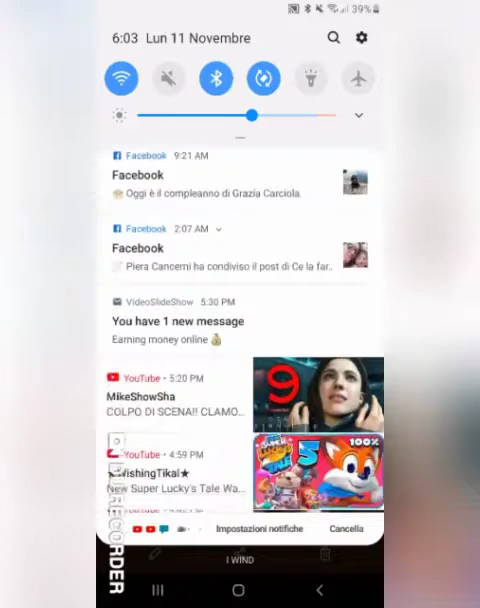 39%
6:03 Lun 11 Novembre
Facebook 9:21 AM
Facebook
Oggi è il compleanno di Grazia Carciola.
Facebook 2:07 AM
Facebook
Piera Cancemi ha condiviso il post di Ce la far..
VideoSlideShow 5:30 PM
You have 1 new message
Earning money online 💰
YouTube • 5:20 PM
MikeShowSha
COLPO DI SCENA!! CLAMO...
9
YouTube • 4:59 PM
★WishingTikal★
New Super Lucky's Tale Wa...
SUPER LUCKY'S TALE
5
100%
Impostazioni notifiche
Cancella
I WIND
RECORDER